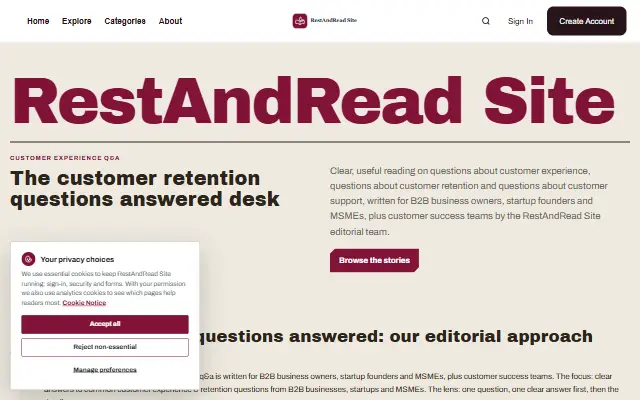 Home Explore Categories About
RestAndRead Site
Sign In
Create Account
RestAndRead Site
CUSTOMER EXPERIENCE Q&A
The customer retention
questions answered desk
Clear, useful reading on questions about customer experience,
questions about customer retention and questions about customer
support, written for B2B business owners, startup founders and
MSMEs, plus customer success teams by the RestAndRead Site
editorial team.
Browse the stories
Your privacy choices
We use essential cookies to keep RestAndRead Site
running: sign-in, security and forms. With your permission
we also use analytics cookies to see which pages help
readers most. Cookie Notice
Accept all
Reject non-essential
Manage preferences
questions answered: our editorial approach
q&a is written for B2B business owners, startup founders and MSMEs, plus customer success teams. The focus: clear
answers to common customer experience & retention questions from B2B businesses, startups and MSMEs. The lens: one question, one clear answer first, then the